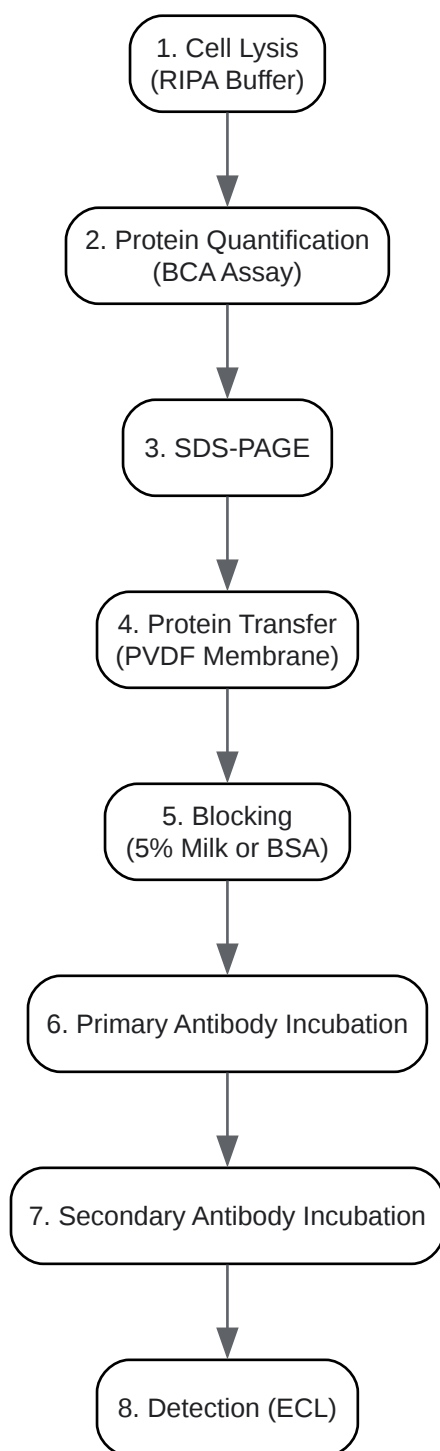 1. Cell Lysis
(RIPA Buffer)
2. Protein Quantification
(BCA Assay)
3. SDS-PAGE
4. Protein Transfer
(PVDF Membrane)
5. Blocking
(5% Milk or BSA)
6. Primary Antibody Incubation
7. Secondary Antibody Incubation
8. Detection (ECL)